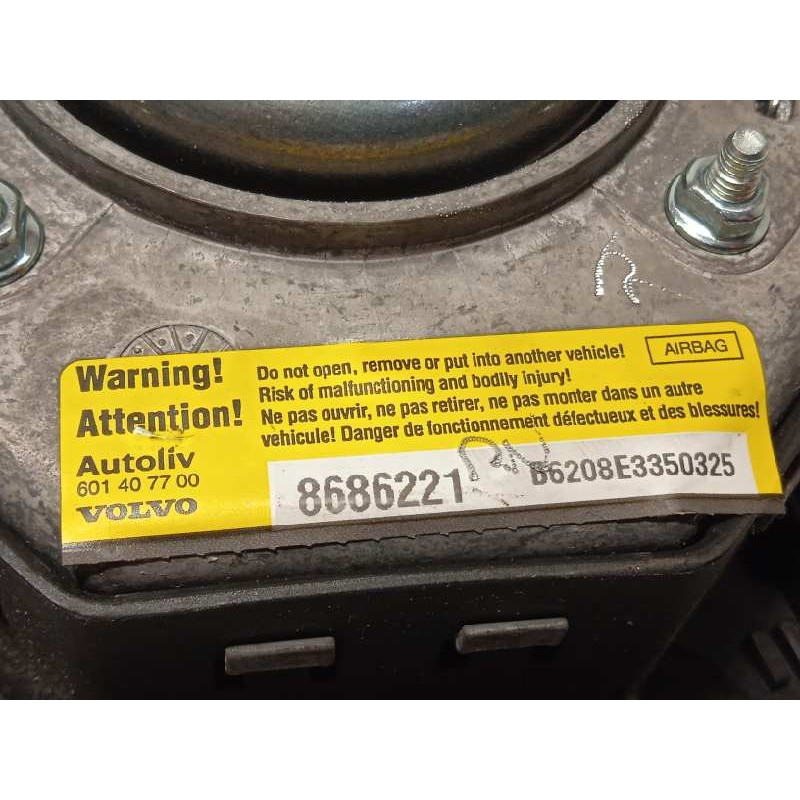 R
Warning!
Attention!
Autoliv
601 40 77 00
VOLVO
Do not open, remove or put into another vehicle!
Risk of malfunctioning and bodily injury!
Ne pas ouvrir, ne pas retirer, ne pas monter dans un autre
vehicule! Danger de fonctionnement défectueux et des blessures!
AIRBAG
8686221
B6208E3350325